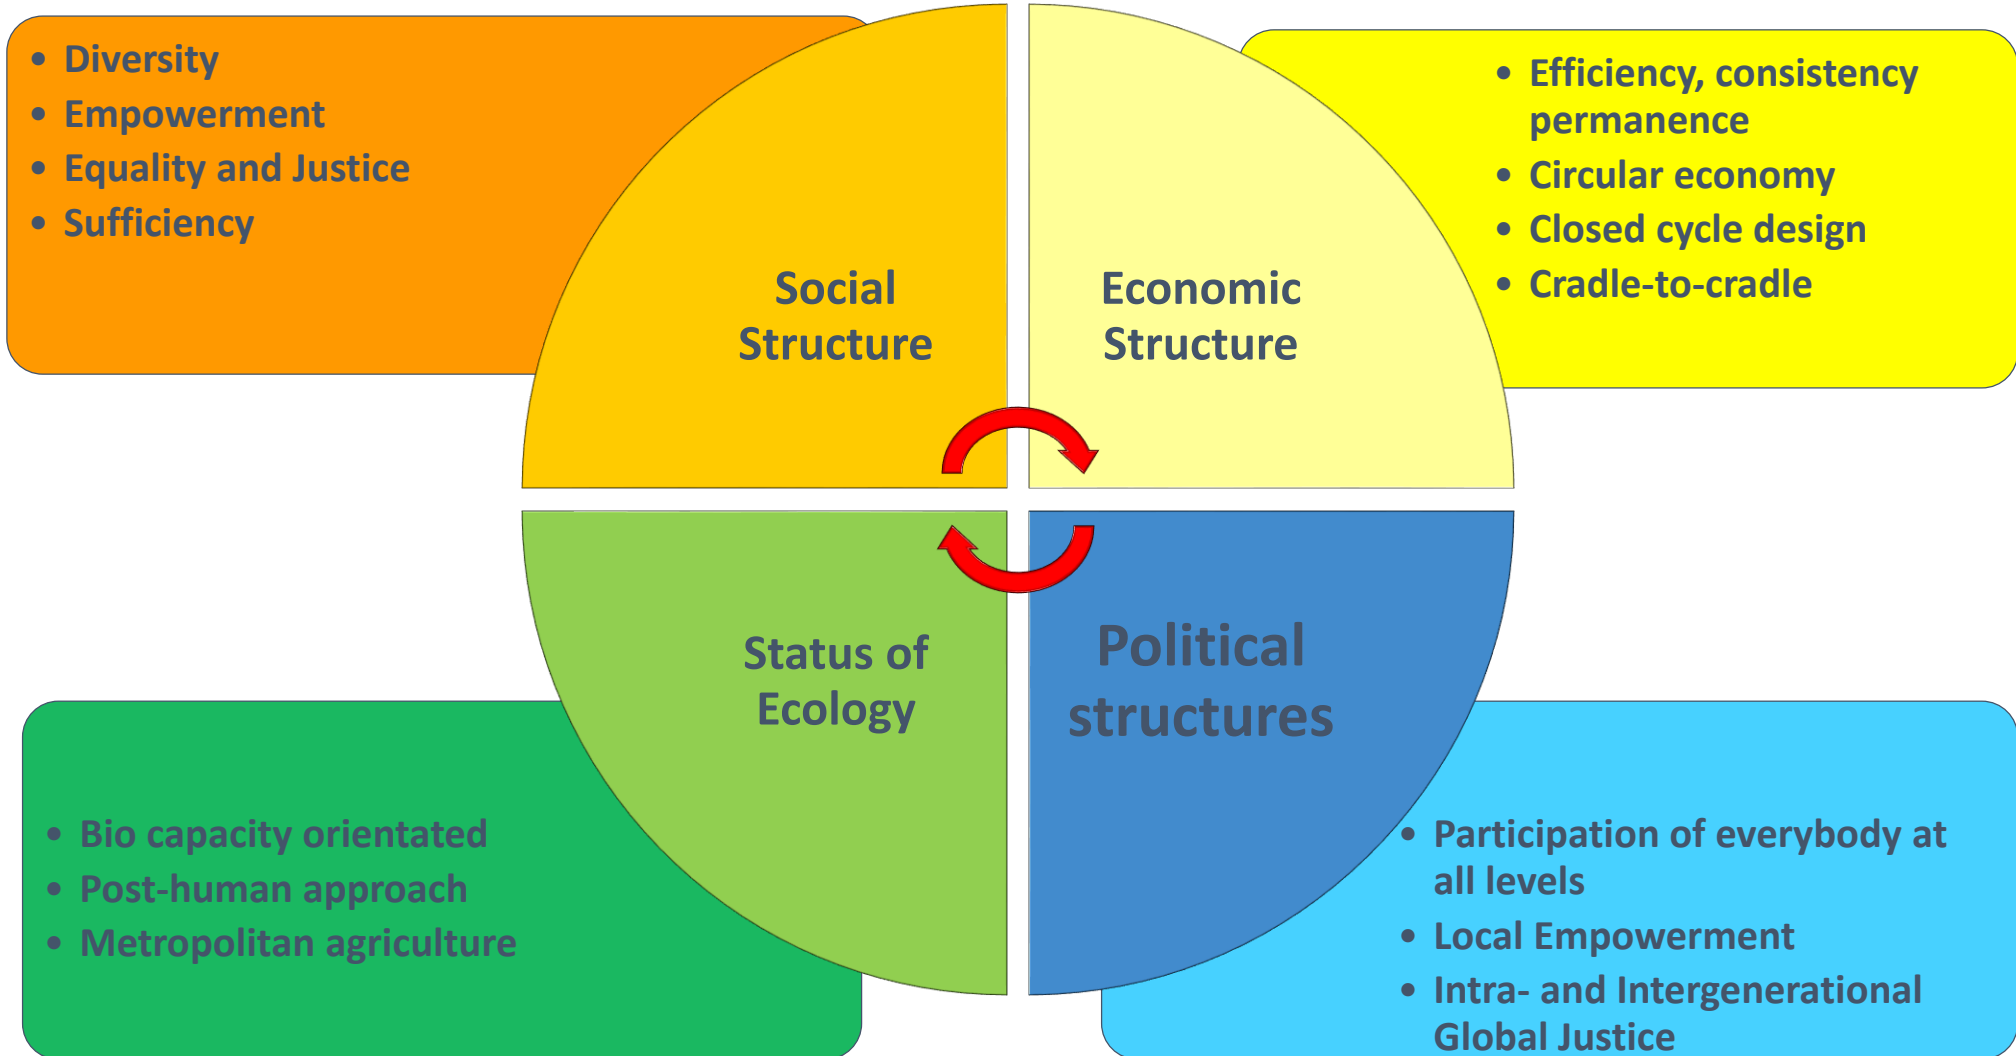 • Diversity
• Empowerment
• Equality and Justice
• Sufficiency
• Efficiency, consistency
permanence
• Circular economy
• Closed cycle design
• Cradle-to-cradle
Social
Structure
Economic
Structure
Status of
Ecology
Political
structures
• Bio capacity orientated
• Post-human approach
• Metropolitan agriculture
• Participation of everybody at
all levels
• Local Empowerment
• Intra- and Intergenerational
Global Justice